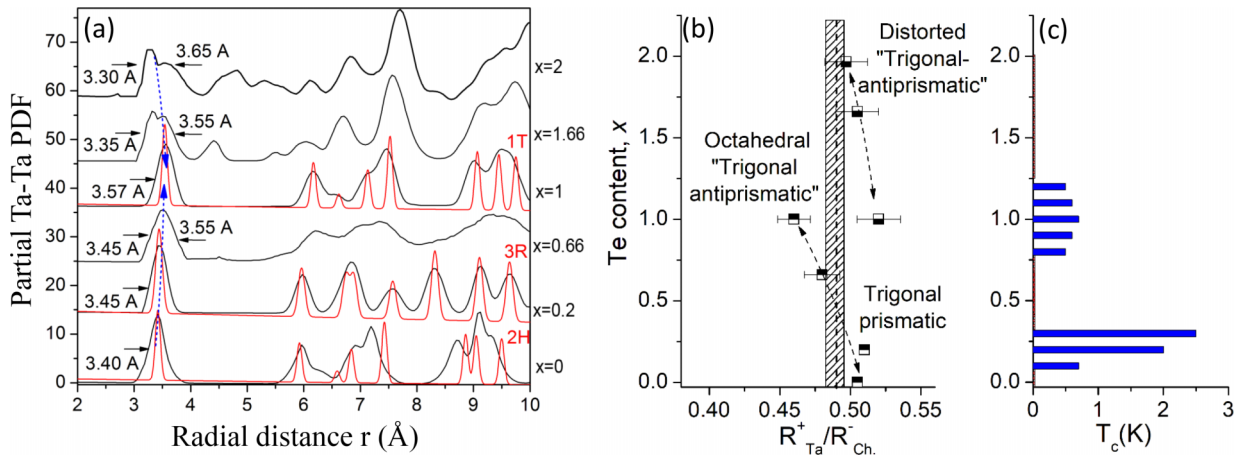 (a)
Partial Ta-Ta PDF
70
60
50
40
30
20
10
0
3.65 A
3.30 A
x=2
3.55 A
3.35 A
x=1.66
1T
3.57 A
x=1
3.55 A
3.45 A
x=0.66
3R
3.45 A
x=0.2
2H
3.40 A
x=0
2 3 4 5 6 7 8 9 10
Radial distance r (Å)
(b)
Te content, x
2.0
1.5
1.0
0.5
0.0
Distorted
"Trigonal-
antiprismatic"
Octahedral
"Trigonal
antiprismatic"
Trigonal
prismatic
0.40 0.45 0.50 0.55
R⁺Ta/R⁻Ch.
(c)
2.0
1.5
1.0
0.5
0.0
0 1 2 3
Tc(K)